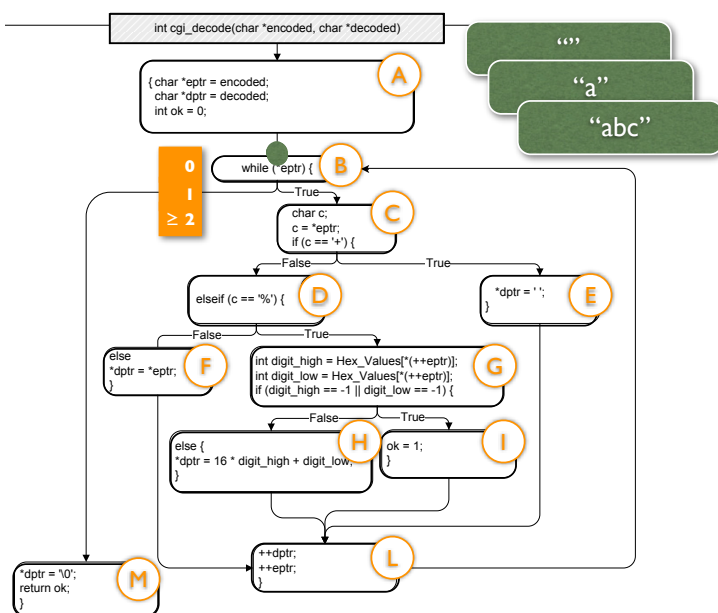 int cgi_decode(char *encoded, char *decoded)
“”
“a”
“abc”
A
{ char *eptr = encoded;
char *dptr = decoded;
int ok = 0;
0
1
≥ 2
while (*eptr) {
B
True
char c;
c = *eptr;
if (c == '+') {
C
False
True
elseif (c == '%') {
D
*dptr = ' ';
}
E
False
True
else
*dptr = *eptr;
}
F
int digit_high = Hex_Values[*(++eptr)];
int digit_low = Hex_Values[*(++eptr)];
if (digit_high == -1 || digit_low == -1) {
G
False
True
else {
*dptr = 16 * digit_high + digit_low;
}
H
ok = 1;
}
I
++dptr;
++eptr;
}
L
*dptr = '\0';
return ok;
}
M